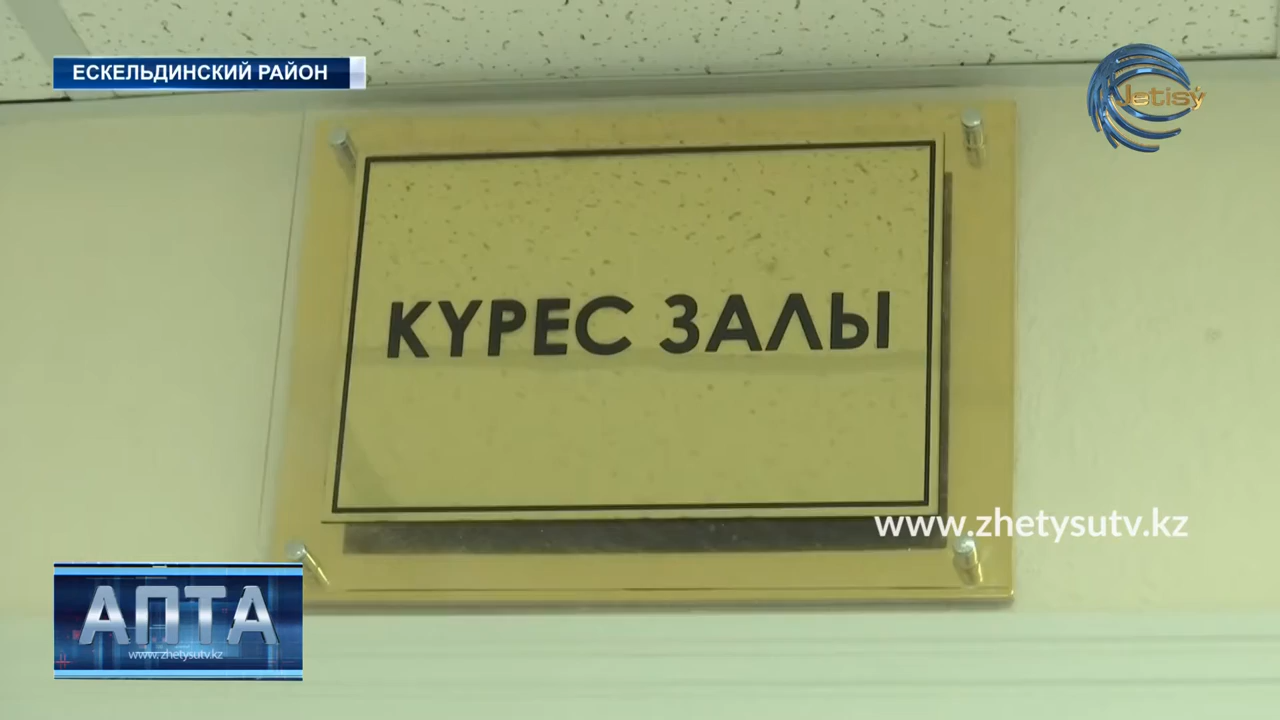 ЕСКЕЛЬДИНСКИЙ РАЙОН
Jetisý
КҮРЕС ЗАЛЫ
www.zhetysutv.kz
АПТА
www.zhetysutv.kz